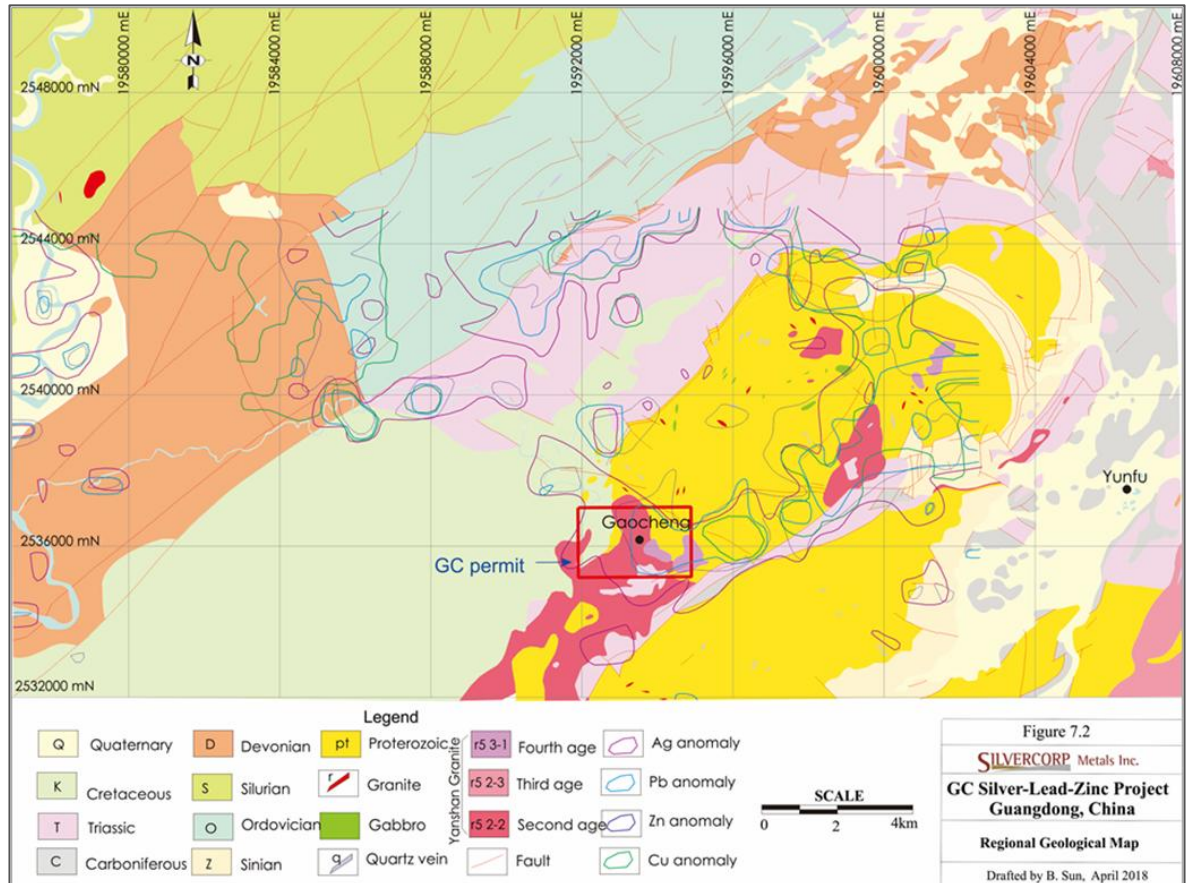 19580000 mE
19584000 mE
19588000 mE
19592000 mE
19596000 mE
19600000 mE
19604000 mE
19608000 mE
N
2548000 mN
2544000 mN
2540000 mN
2536000 mN
2532000 mN
Yunfu
Gaocheng
GC permit
Legend
Q Quaternary
D Devonian
pt Proterozoic
Yanshan Granite
r5 3-1 Fourth age
Ag anomaly
K Cretaceous
S Silurian
r Granite
r5 2-3 Third age
Pb anomaly
T Triassic
O Ordovician
Gabbro
r5 2-2 Second age
Zn anomaly
C Carboniferous
Z Sinian
q Quartz vein
Fault
Cu anomaly
SCALE
0 2 4km
Figure 7.2
SILVERCORP Metals Inc.
GC Silver-Lead-Zinc Project
Guangdong, China
Regional Geological Map
Drafted by B. Sun, April 2018